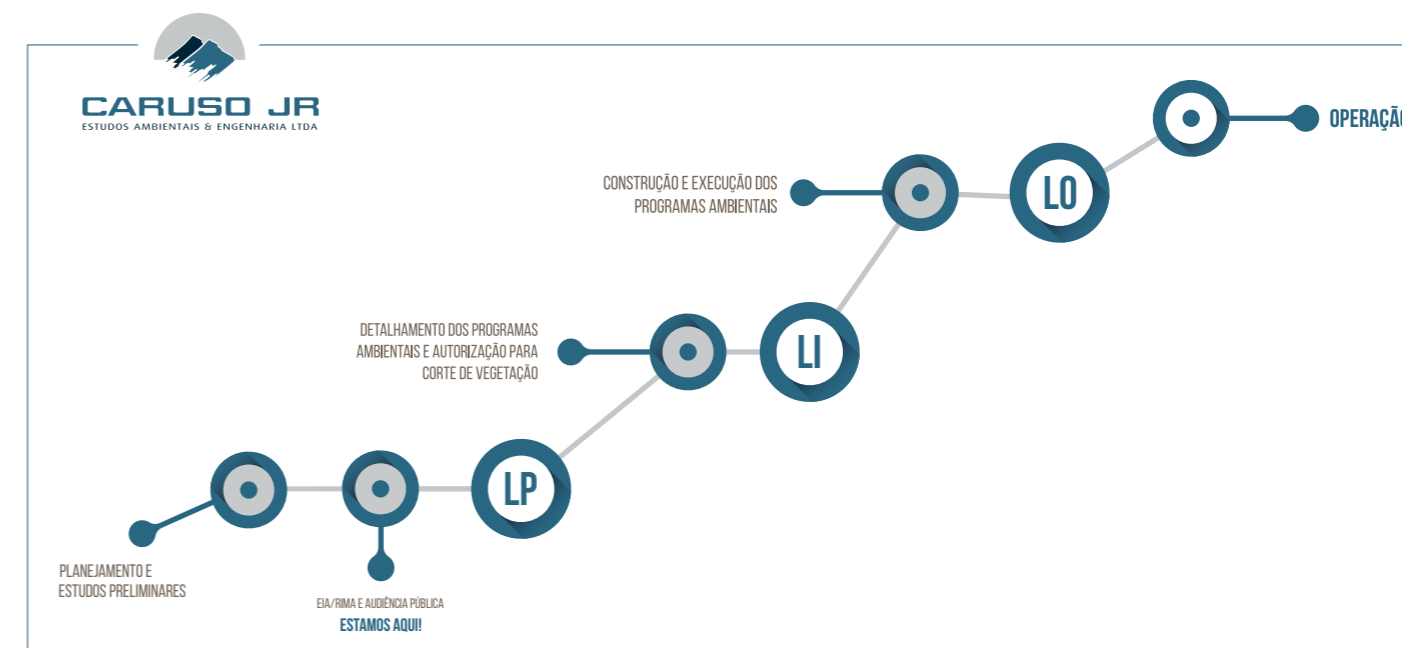 CARUSO JR
ESTUDOS AMBIENTAIS & ENGENHARIA LTDA
OPERAÇÃO
CONSTRUÇÃO E EXECUÇÃO DOS
PROGRAMAS AMBIENTAIS
LO
DETALHAMENTO DOS PROGRAMAS
AMBIENTAIS E AUTORIZAÇÃO PARA
CORTE DE VEGETAÇÃO
LI
LP
PLANEJAMENTO E
ESTUDOS PRELIMINARES
EIA/RIMA E AUDIÊNCIA PÚBLICA
ESTAMOS AQUI!